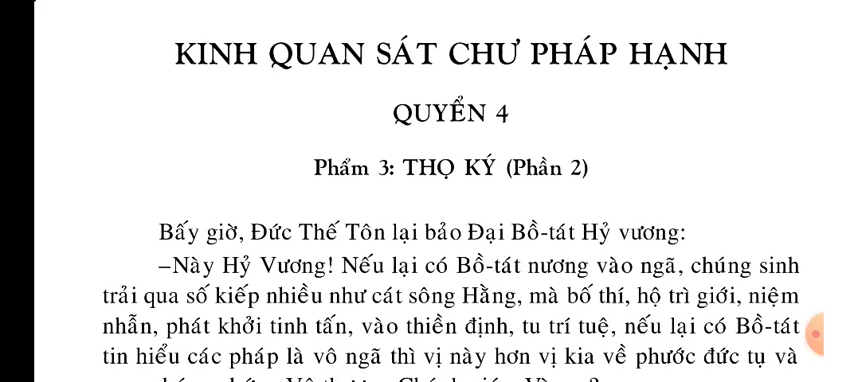 KINH QUAN SÁT CHƯ PHÁP HẠNH
QUYỂN 4
Phẩm 3: THỌ KÝ (Phần 2)
Bấy giờ, Đức Thế Tôn lại bảo Đại Bồ-tát Hỷ vương:
–Này Hỷ Vương! Nếu lại có Bồ-tát nương vào ngã, chúng sinh
trải qua số kiếp nhiều như cát sông Hằng, mà bố thí, hộ trì giới, niệm
nhẫn, phát khởi tinh tấn, vào thiền định, tu trí tuệ, nếu lại có Bồ-tát
tin hiểu các pháp là vô ngã thì vị này hơn vị kia về phước đức tụ và